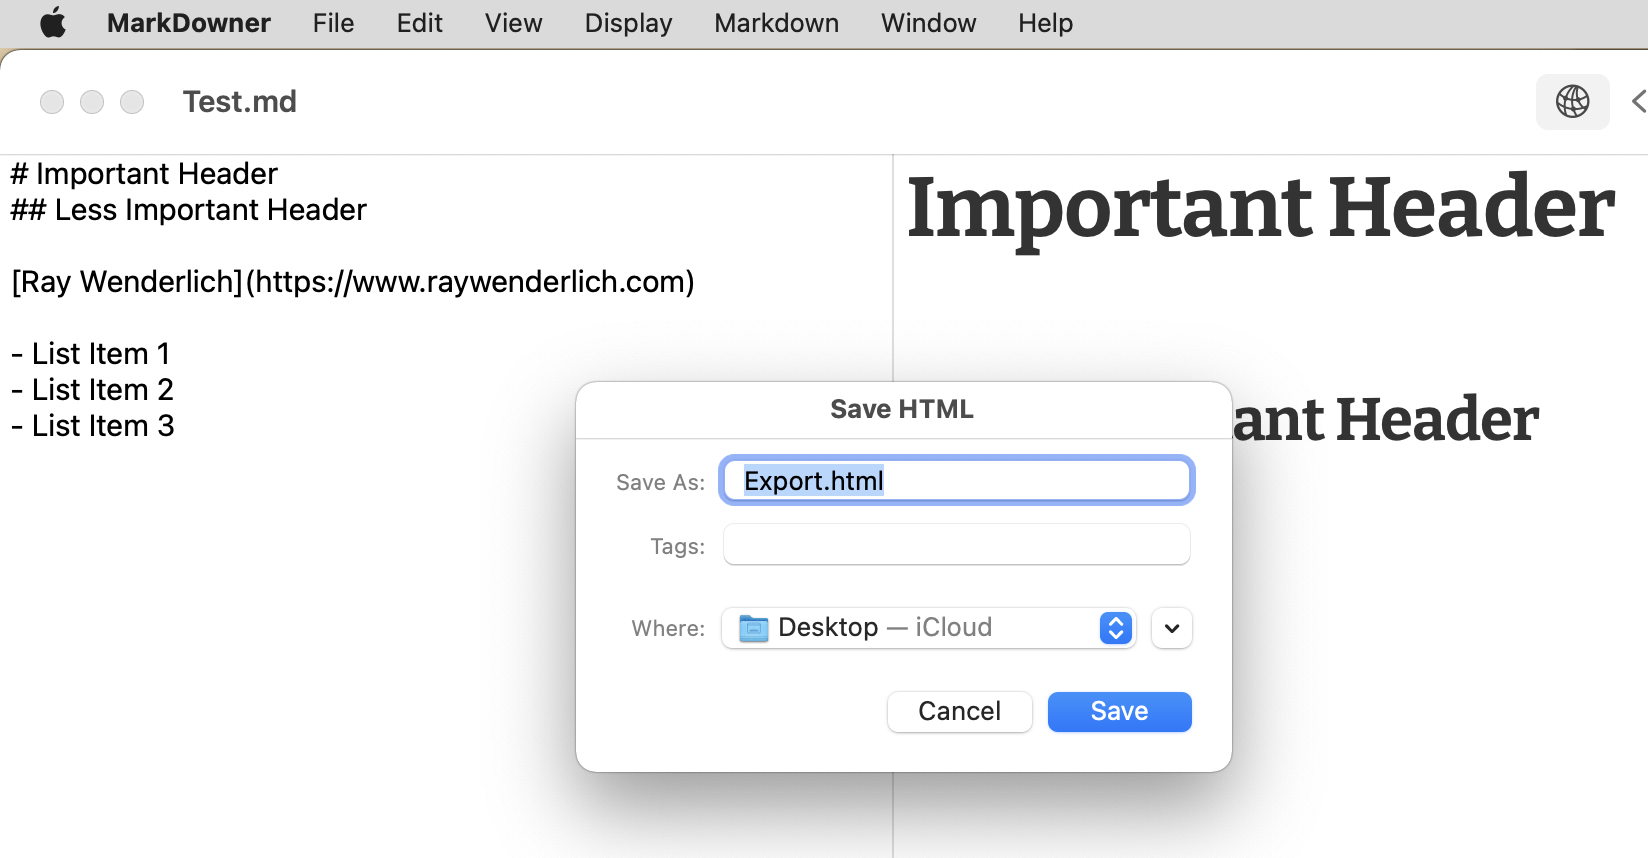 MarkDowner File Edit View Display Markdown Window Help
Test.md
# Important Header
## Less Important Header
[Ray Wenderlich](https://www.raywenderlich.com)
- List Item 1
- List Item 2
- List Item 3
Important Header
ant Header
Save HTML
Save As: Export.html
Tags:
Where: Desktop — iCloud
Cancel Save